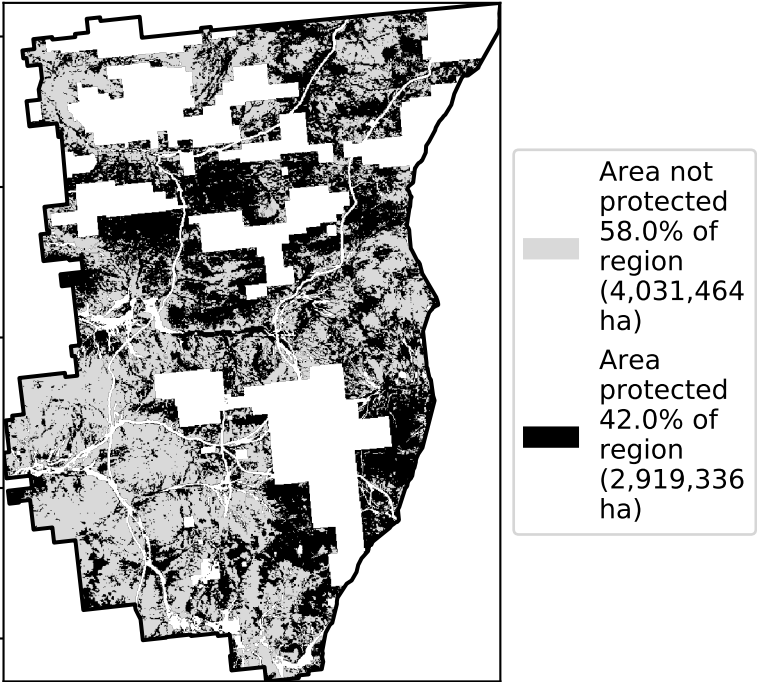 Area not
protected
58.0% of
region
(4,031,464
ha)
Area
protected
42.0% of
region
(2,919,336
ha)